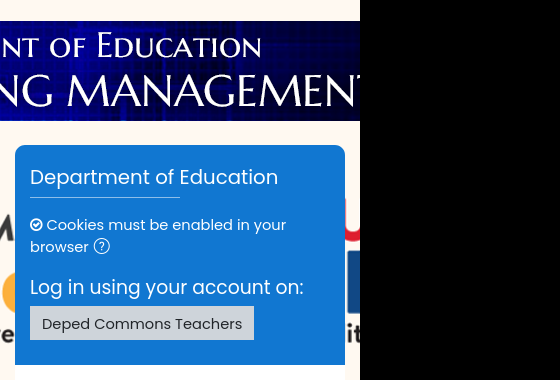 NT OF EDUCATION
NG MANAGEMENT
Department of Education
Cookies must be enabled in your
browser
Log in using your account on:
Deped Commons Teachers
it